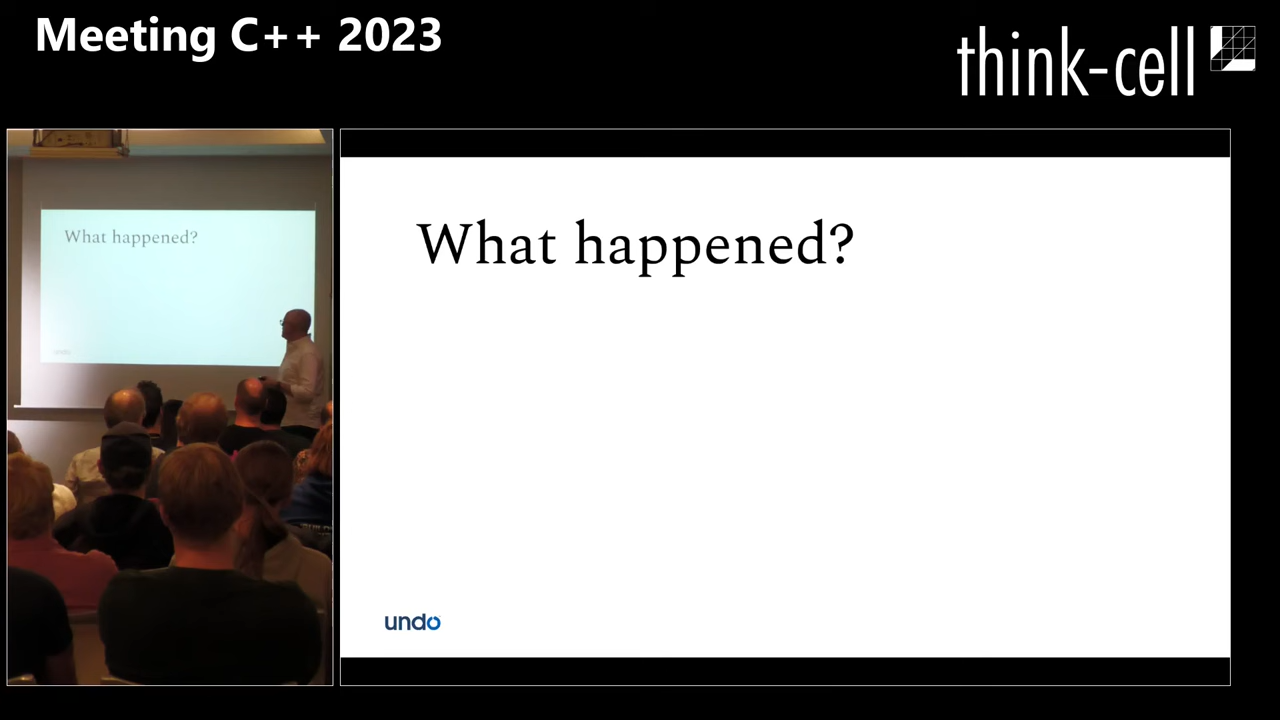 Meeting C++ 2023
think-cell
What happened?
What happened?
undo